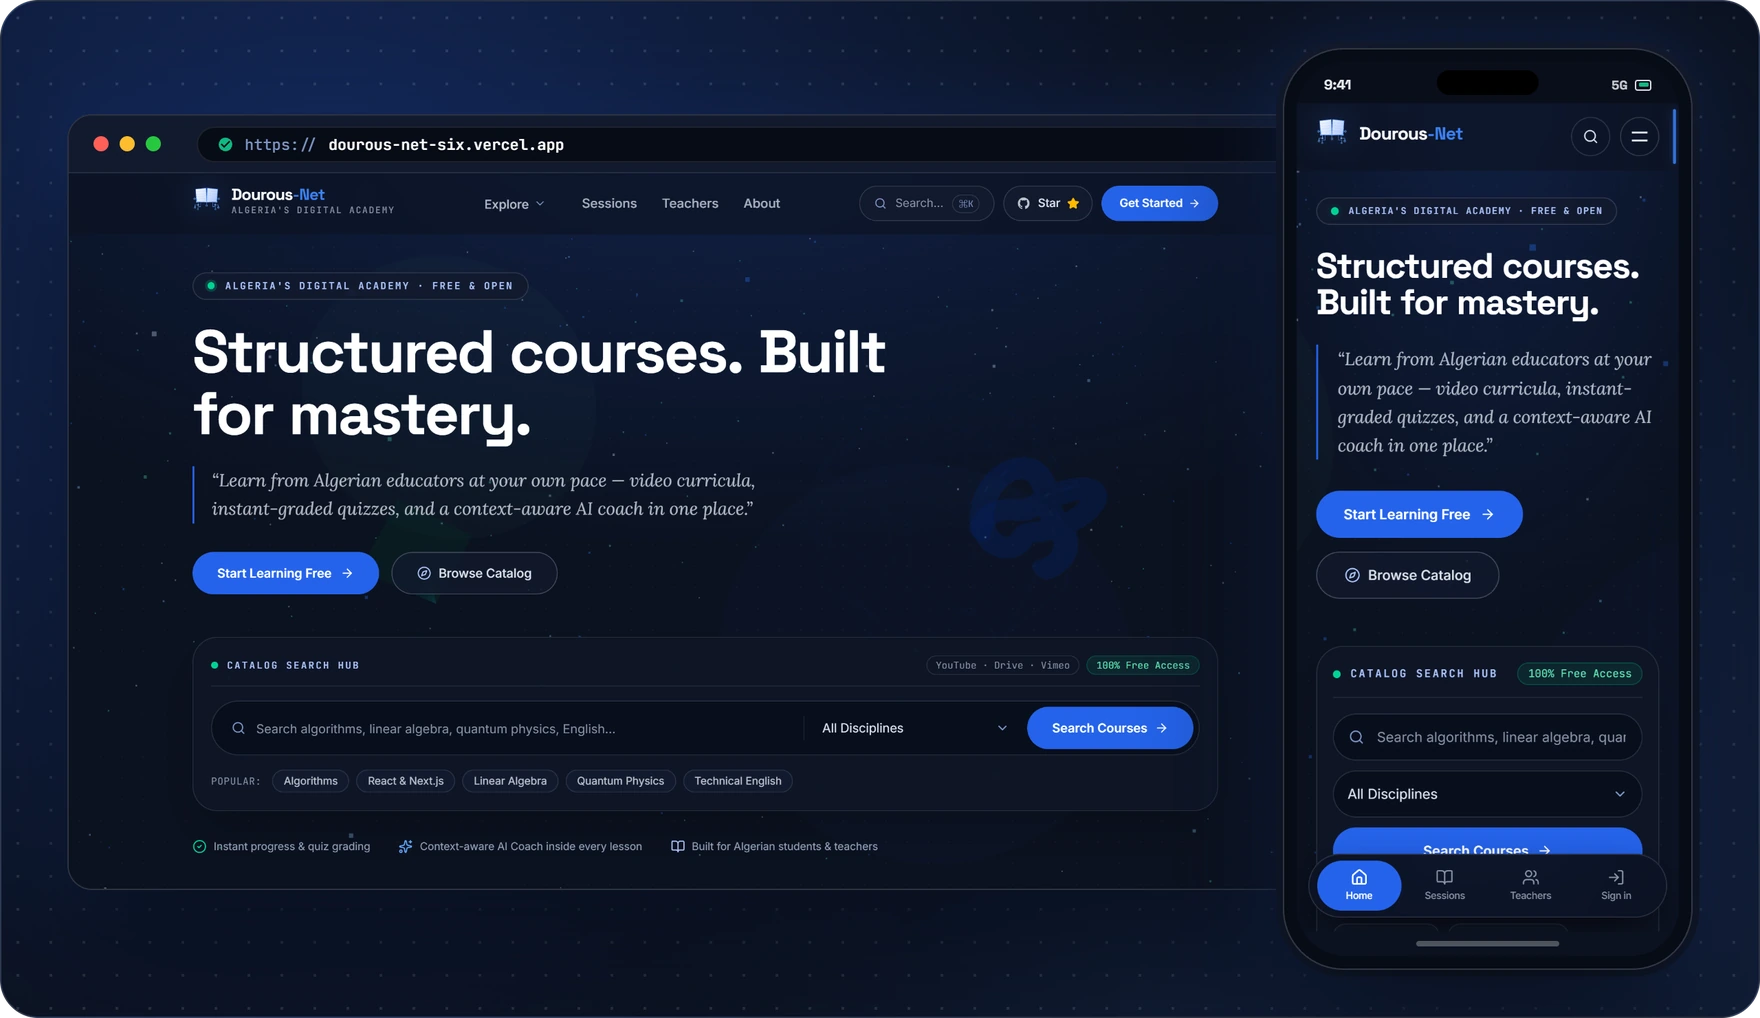 https:// dourous-net-six.vercel.app
Dourous-Net
ALGERIA'S DIGITAL ACADEMY
Explore
Sessions
Teachers
About
Search...
⌘K
Star
Get Started →
ALGERIA'S DIGITAL ACADEMY · FREE & OPEN
Structured courses. Built
for mastery.
“Learn from Algerian educators at your own pace — video curricula,
instant-graded quizzes, and a context-aware AI coach in one place.”
Start Learning Free →
Browse Catalog
CATALOG SEARCH HUB
YouTube · Drive · Vimeo
100% Free Access
Search algorithms, linear algebra, quantum physics, English...
All Disciplines
Search Courses →
POPULAR:
Algorithms
React & Next.js
Linear Algebra
Quantum Physics
Technical English
Instant progress & quiz grading
Context-aware AI Coach inside every lesson
Built for Algerian students & teachers
9:41
5G
Dourous-Net
ALGERIA'S DIGITAL ACADEMY · FREE & OPEN
Structured courses.
Built for mastery.
“Learn from Algerian educators at your
own pace — video curricula, instant-
graded quizzes, and a context-aware AI
coach in one place.”
Start Learning Free →
Browse Catalog
CATALOG SEARCH HUB
100% Free Access
Search algorithms, linear algebra, quar
All Disciplines
Search Courses →
Home
Sessions
Teachers
Sign in